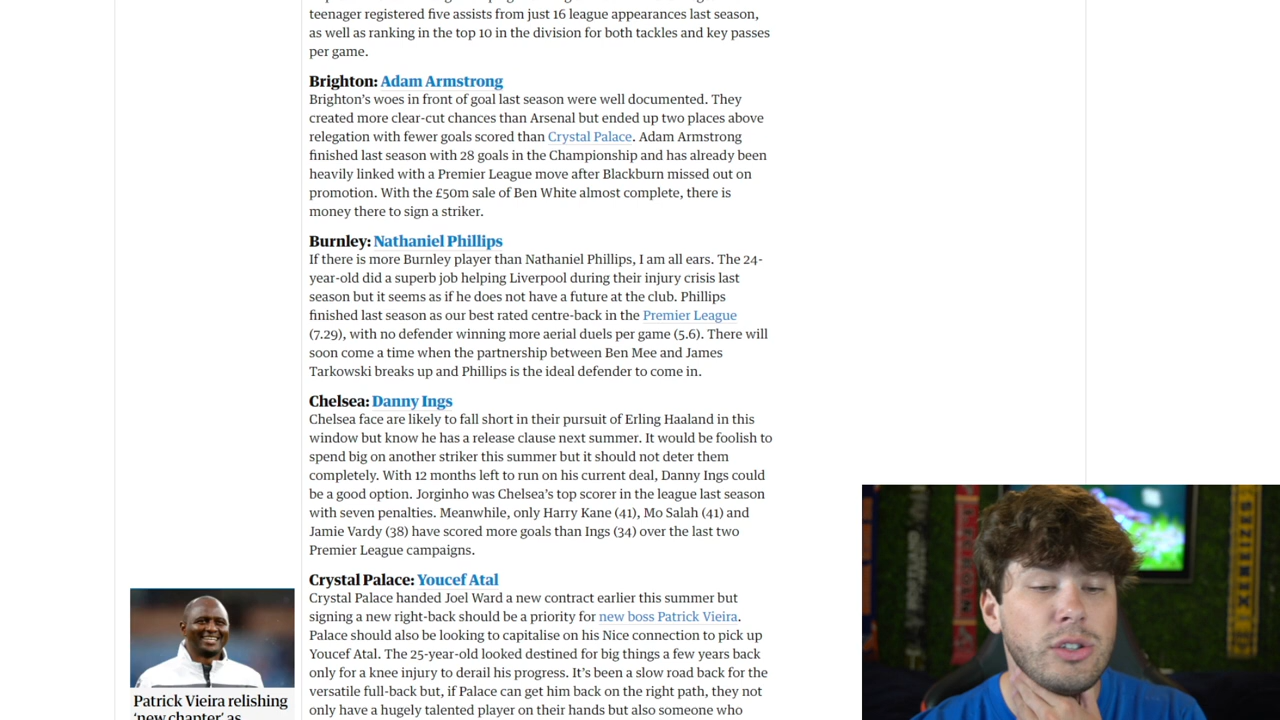 teenager registered five assists from just 16 league appearances last season,
as well as ranking in the top 10 in the division for both tackles and key passes
per game.
Brighton: Adam Armstrong
Brighton’s woes in front of goal last season were well documented. They
created more clear-cut chances than Arsenal but ended up two places above
relegation with fewer goals scored than Crystal Palace. Adam Armstrong
finished last season with 28 goals in the Championship and has already been
heavily linked with a Premier League move after Blackburn missed out on
promotion. With the £50m sale of Ben White almost complete, there is
money there to sign a striker.
Burnley: Nathaniel Phillips
If there is more Burnley player than Nathaniel Phillips, I am all ears. The 24-
year-old did a superb job helping Liverpool during their injury crisis last
season but it seems as if he does not have a future at the club. Phillips
finished last season as our best rated centre-back in the Premier League
(7.29), with no defender winning more aerial duels per game (5.6). There will
soon come a time when the partnership between Ben Mee and James
Tarkowski breaks up and Phillips is the ideal defender to come in.
Chelsea: Danny Ings
Chelsea face are likely to fall short in their pursuit of Erling Haaland in this
window but know he has a release clause next summer. It would be foolish to
spend big on another striker this summer but it should not deter them
completely. With 12 months left to run on his current deal, Danny Ings could
be a good option. Jorginho was Chelsea’s top scorer in the league last season
with seven penalties. Meanwhile, only Harry Kane (41), Mo Salah (41) and
Jamie Vardy (38) have scored more goals than Ings (34) over the last two
Premier League campaigns.
Crystal Palace: Youcef Atal
Crystal Palace handed Joel Ward a new contract earlier this summer but
signing a new right-back should be a priority for new boss Patrick Vieira.
Palace should also be looking to capitalise on his Nice connection to pick up
Youcef Atal. The 25-year-old looked destined for big things a few years back
only for a knee injury to derail his progress. It’s been a slow road back for the
versatile full-back but, if Palace can get him back on the right path, they not
only have a hugely talented player on their hands but also someone who
Patrick Vieira relishing
‘new chapter’ as